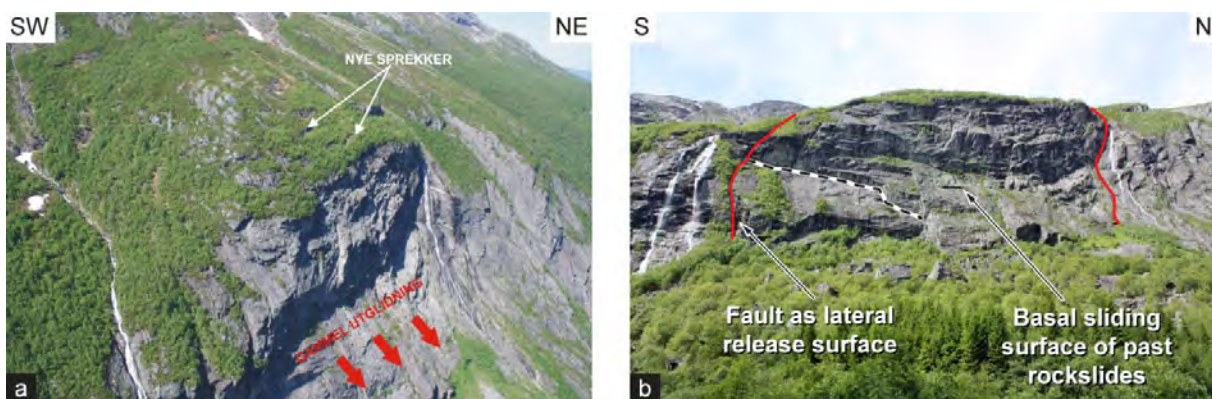 SW
NE
NYE SPREKKER
GAMMEL UTGLIDNING
a
S
N
Fault as lateral
release surface
Basal sliding
surface of past
rockslides
b